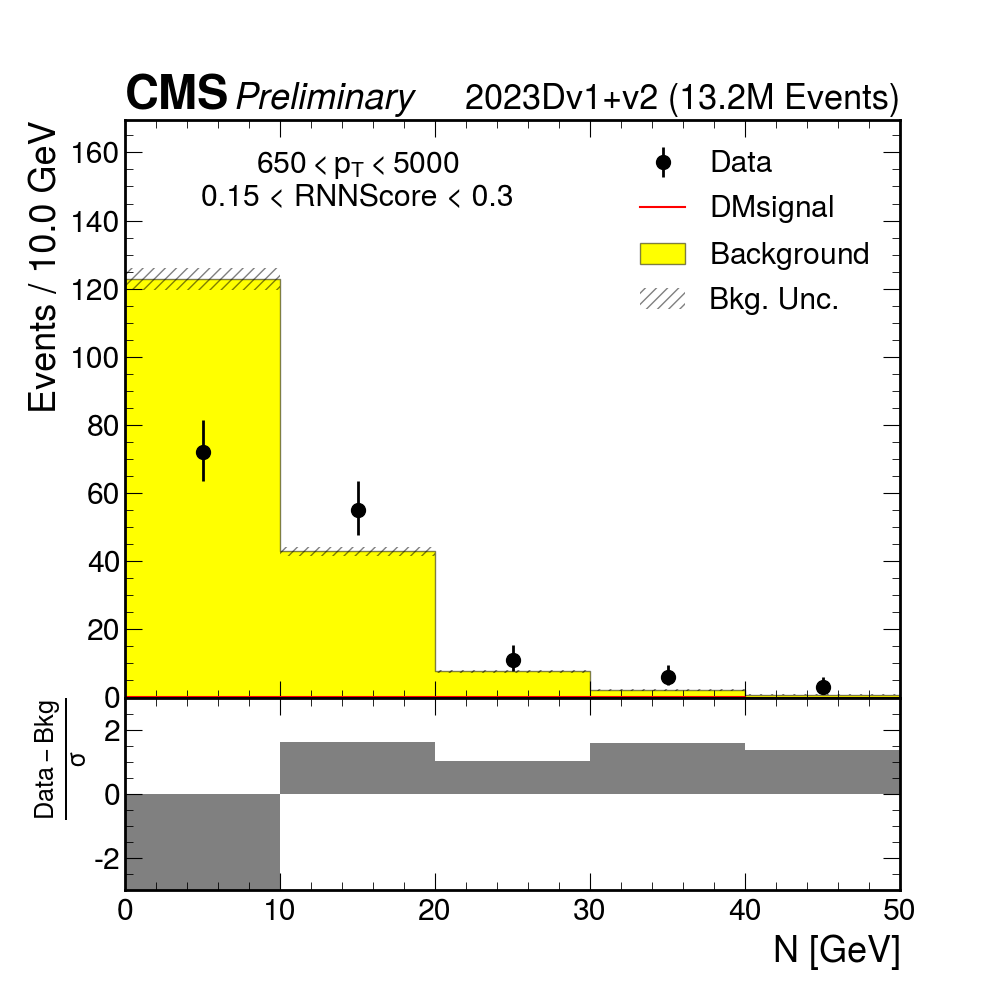 CMS Preliminary 2023Dv1+v2 (13.2M Events)
Events / 10.0 GeV
160
140
120
100
80
60
40
20
0
650 < pT < 5000
0.15 < RNNScore < 0.3
Data
DMsignal
Background
Bkg. Unc.
Data − Bkg
σ
2
0
-2
0 10 20 30 40 50
N [GeV]